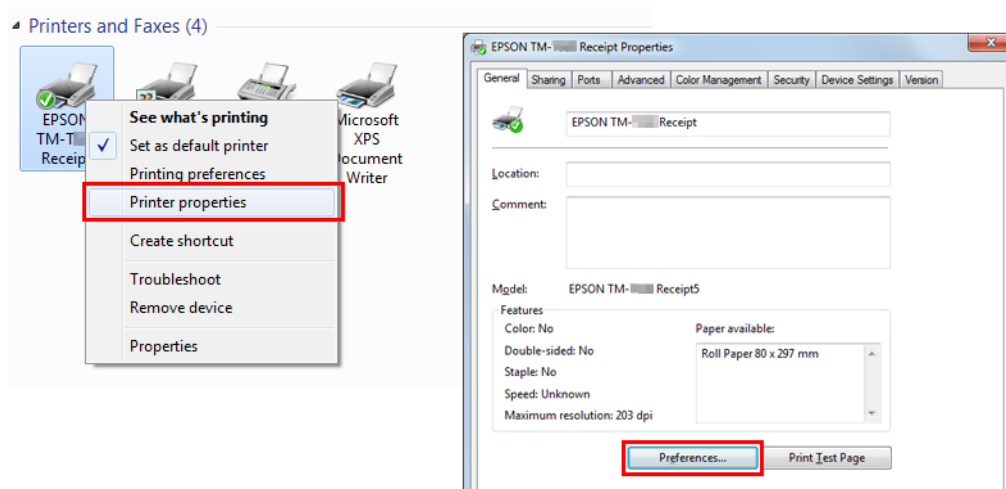 Printers and Faxes (4)
EPSON
TM-T
Receip
Microsoft
XPS
Document
Writer
See what's printing
Set as default printer
Printing preferences
Printer properties
Create shortcut
Troubleshoot
Remove device
Properties
EPSON TM- Receipt Properties
General Sharing Ports Advanced Color Management Security Device Settings Version
EPSON TM- Receipt
Location:
Comment:
Model: EPSON TM- Receipt5
Features
Color: No Paper available:
Double-sided: No Roll Paper 80 x 297 mm
Staple: No
Speed: Unknown
Maximum resolution: 203 dpi
Preferences... Print Test Page